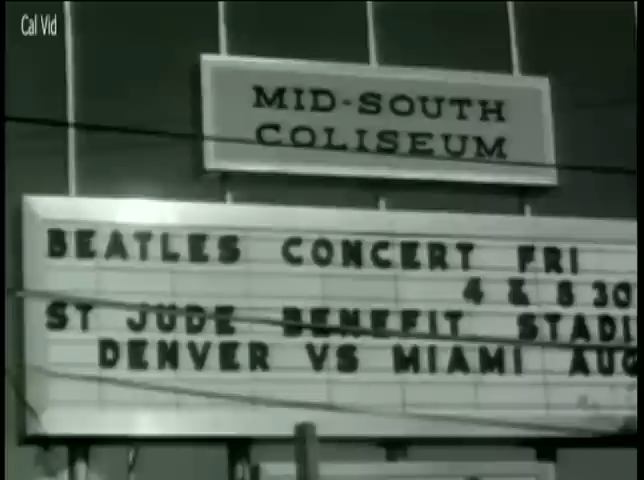 Cal Vid
MID-SOUTH
COLISEUM
BEATLES CONCERT FRI
4 & 8 30
ST JUDE BENEFIT STADI
DENVER VS MIAMI AUG